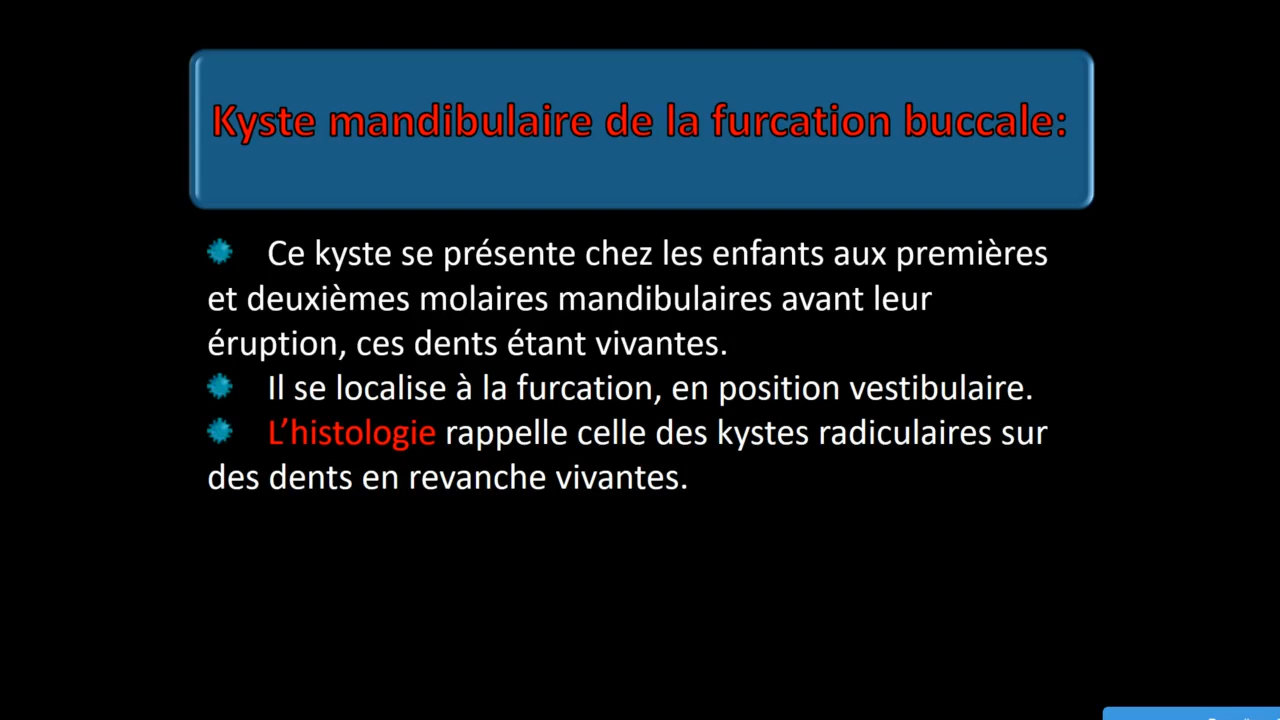 Kyste mandibulaire de la furcation buccale:
Ce kyste se présente chez les enfants aux premières
et deuxièmes molaires mandibulaires avant leur
éruption, ces dents étant vivantes.
Il se localise à la furcation, en position vestibulaire.
L’histologie rappelle celle des kystes radiculaires sur
des dents en revanche vivantes.